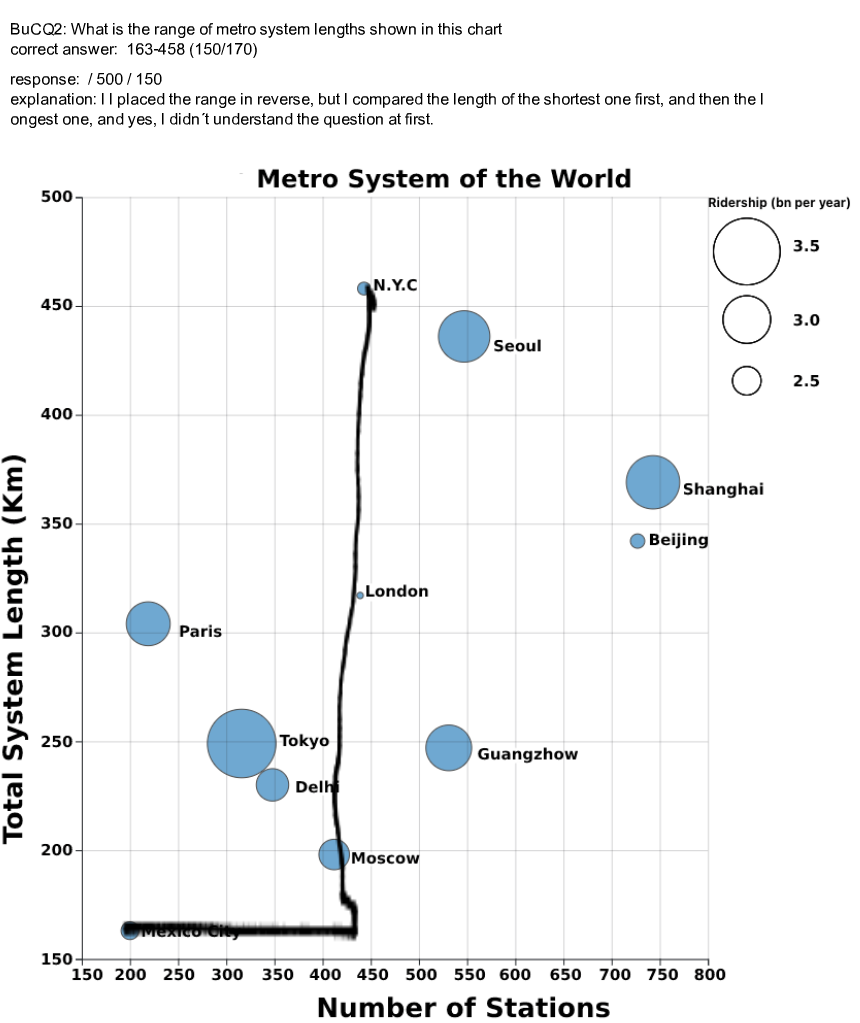 BuCQ2: What is the range of metro system lengths shown in this chart
correct answer:  163-458 (150/170)
response:  / 500 / 150
explanation: I I placed the range in reverse, but I compared the length of the shortest one first, and then the l
ongest one, and yes, I didn´t understand the question at first.
Metro System of the World
Ridership (bn per year)
3.5
3.0
2.5
500
450
400
350
300
250
200
150
Total System Length (Km)
N.Y.C
Seoul
Shanghai
Beijing
London
Paris
Tokyo
Guangzhow
Delhi
Moscow
Mexico City
150 200 250 300 350 400 450 500 550 600 650 700 750 800
Number of Stations